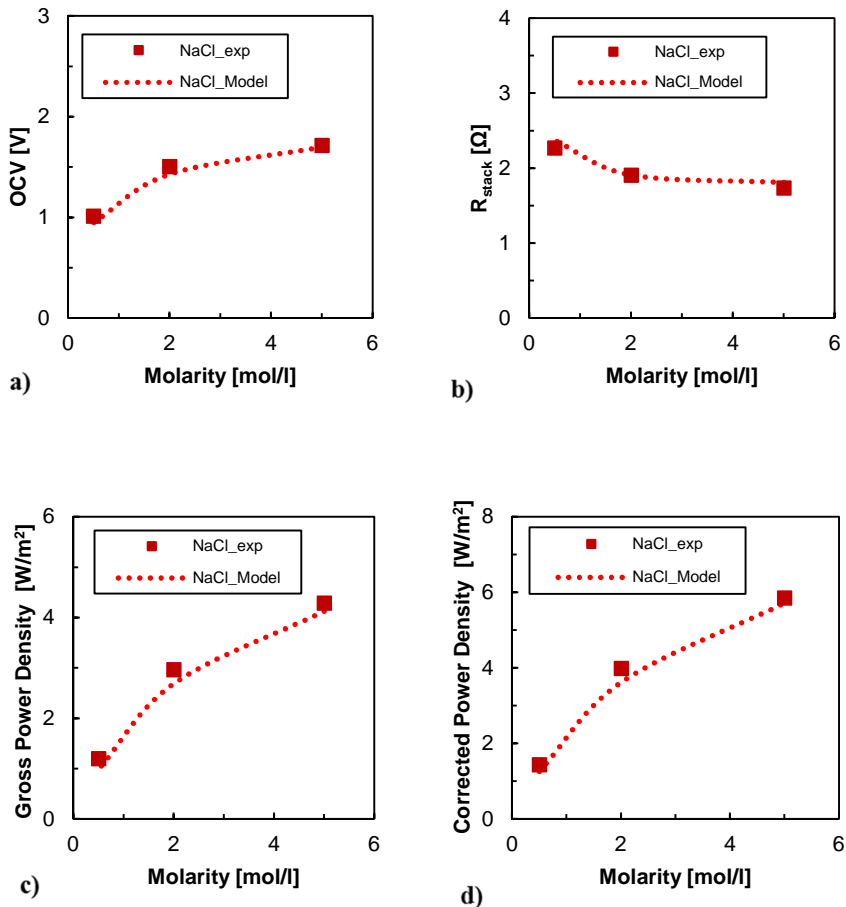 3
2
1
0
OCV [V]
NaCl_exp
NaCl_Model
0 2 4 6
Molarity [mol/l]
a)
4
3
2
1
0
Rstack [Ω]
NaCl_exp
NaCl_Model
0 2 4 6
Molarity [mol/l]
b)
6
4
2
0
Gross Power Density [W/m²]
NaCl_exp
NaCl_Model
0 2 4 6
Molarity [mol/l]
c)
8
6
4
2
0
Corrected Power Density [W/m²]
NaCl_exp
NaCl_Model
0 2 4 6
Molarity [mol/l]
d)